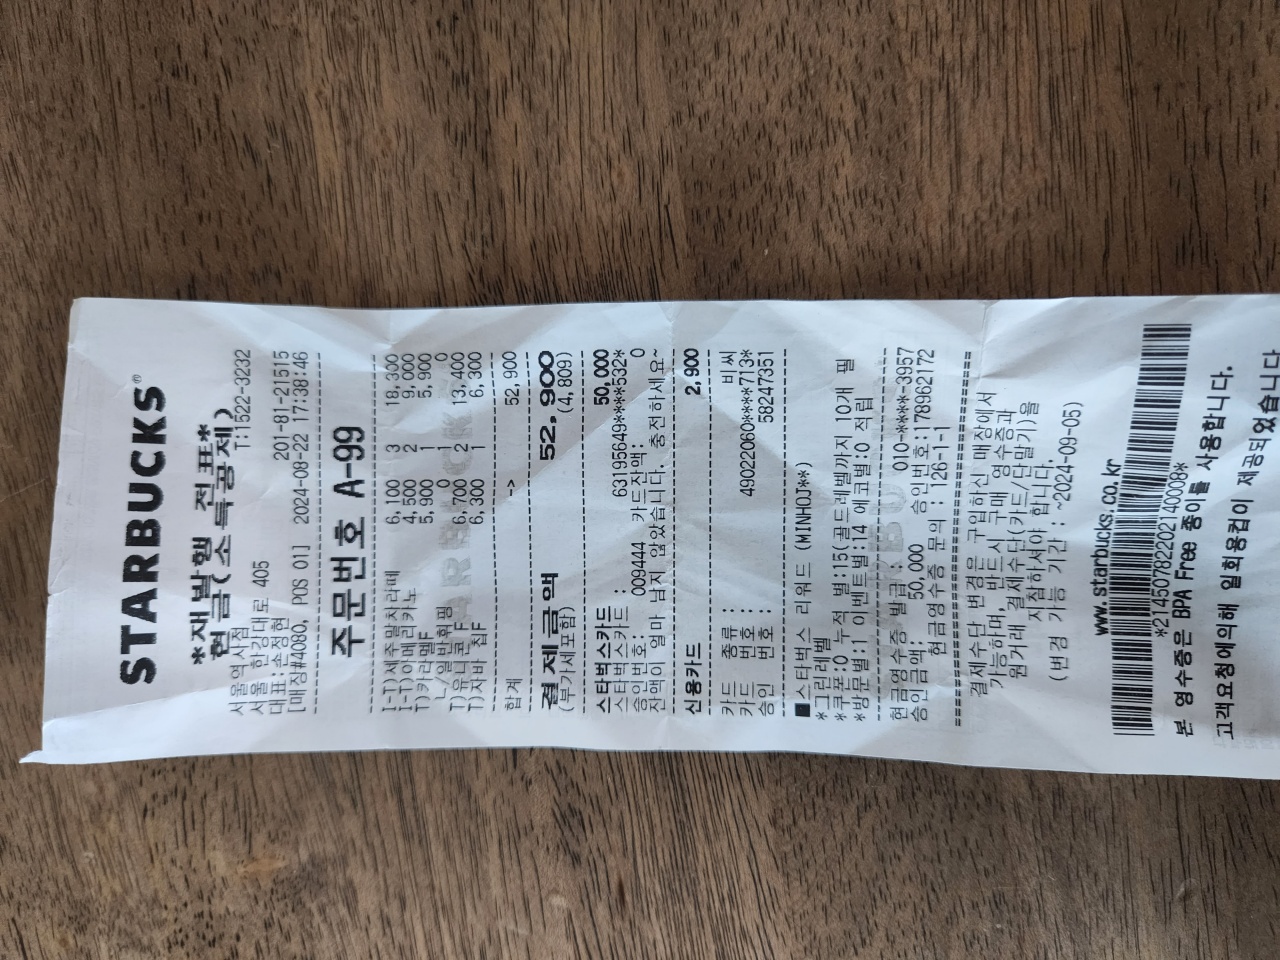 STARBUCKS®
*재발행 전표*
현금(소득공제)
서울역사점 T:1522-3232
서울 한강대로 405
대표:손정현 201-81-21515
[매장#4080, POS 01] 2024-08-22 17:38:46
주문번호 A-99
[-T)제주말차라떼 6,100 3 18,300
[-T)아메리카노 4,500 2 9,000
T)카라멜F 5,900 1 5,900
L/일반휘핑 0 1 0
T)유니콘F 6,700 2 13,400
T)자바 칩F 6,300 1 6,300
합계 -> 52,900
결제금액 52,900
(부가세포함) (4,809)
스타벅스카드 50,000
스타벅스카드 : 63195649****532*
승인번호: 009444 카드잔액: 0
잔액이 얼마 남지 않았습니다. 충전하세요~
신용카드 2,900
카드 종류 : 비씨
카드 번호 : 49022060****713*
승인 번호 : 58247351
■스타벅스 리워드 (MINHOJ**)
*그린레벨
*쿠폰:0 누적 별:15(골드레벨까지 10개 필
*방문별:1 이벤트별:14 에코별:0 적립
현금영수증 발급 : 010-****-3957
승인금액: 50,000 승인번호:178962172
현금영수증 문의 : 126-1-1
결제수단 변경은 구입하신 매장에서
가능하며, 반드시 구매 영수증과
원거래 결제수단(카드/단말기)을
지참하셔야 합니다.
(변경 가능 기간 : ~2024-09-05)
www.starbucks.co.kr
*21450782202140008*
본 영수증은 BPA Free 종이를 사용합니다.
고객요청에의해 일회용컵이 제공되었습니다